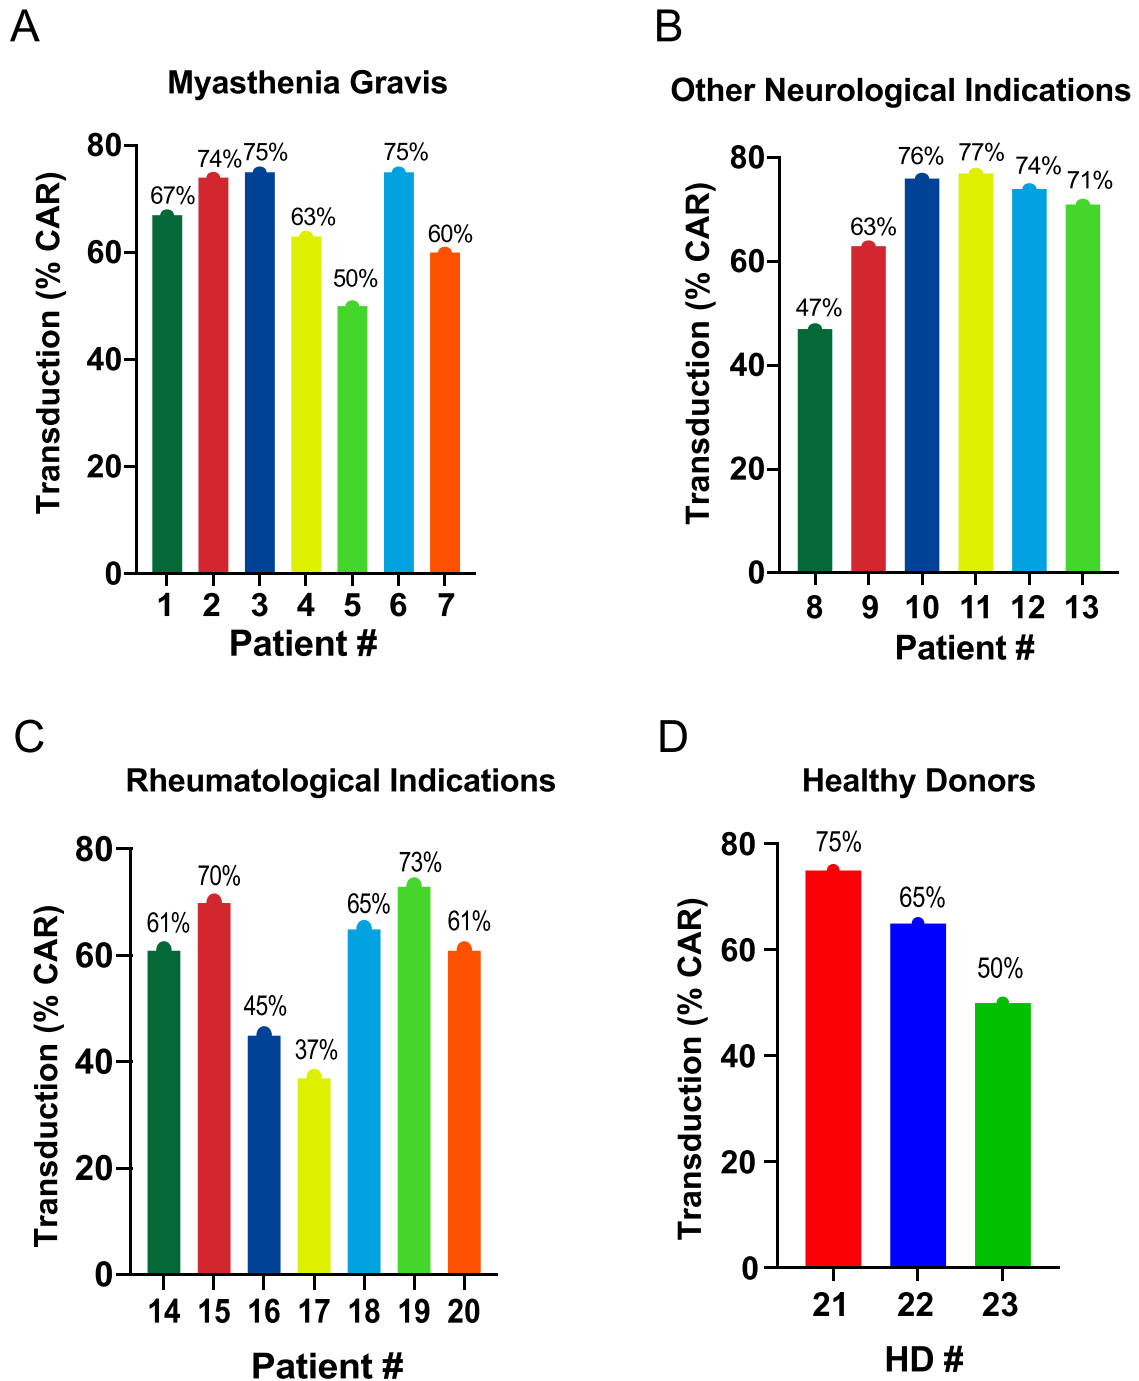 A
Myasthenia Gravis
Transduction (% CAR)
80
60
40
20
0
67%
74%
75%
63%
50%
75%
60%
1 2 3 4 5 6 7
Patient #
B
Other Neurological Indications
Transduction (% CAR)
80
60
40
20
0
47%
63%
76%
77%
74%
71%
8 9 10 11 12 13
Patient #
C
Rheumatological Indications
Transduction (% CAR)
80
60
40
20
0
61%
70%
45%
37%
65%
73%
61%
14 15 16 17 18 19 20
Patient #
D
Healthy Donors
Transduction (% CAR)
80
60
40
20
0
75%
65%
50%
21 22 23
HD #